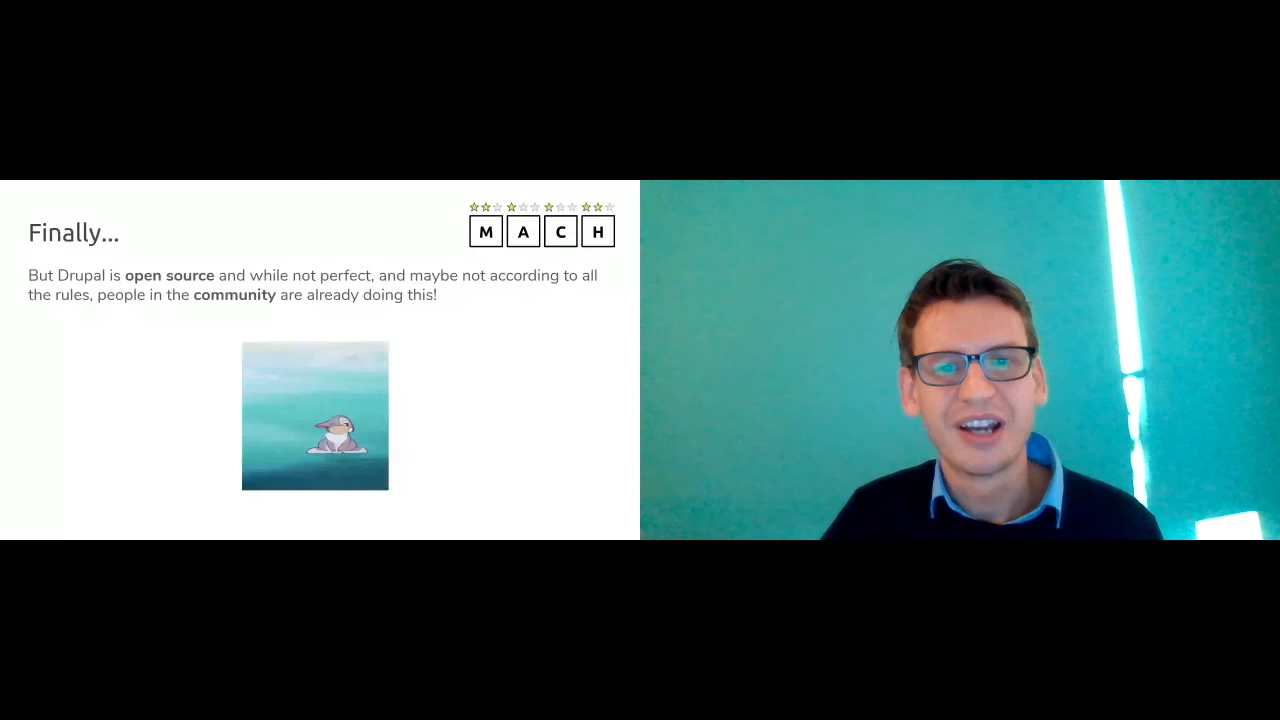 Finally...
M A C H
But Drupal is open source and while not perfect, and maybe not according to all
the rules, people in the community are already doing this!